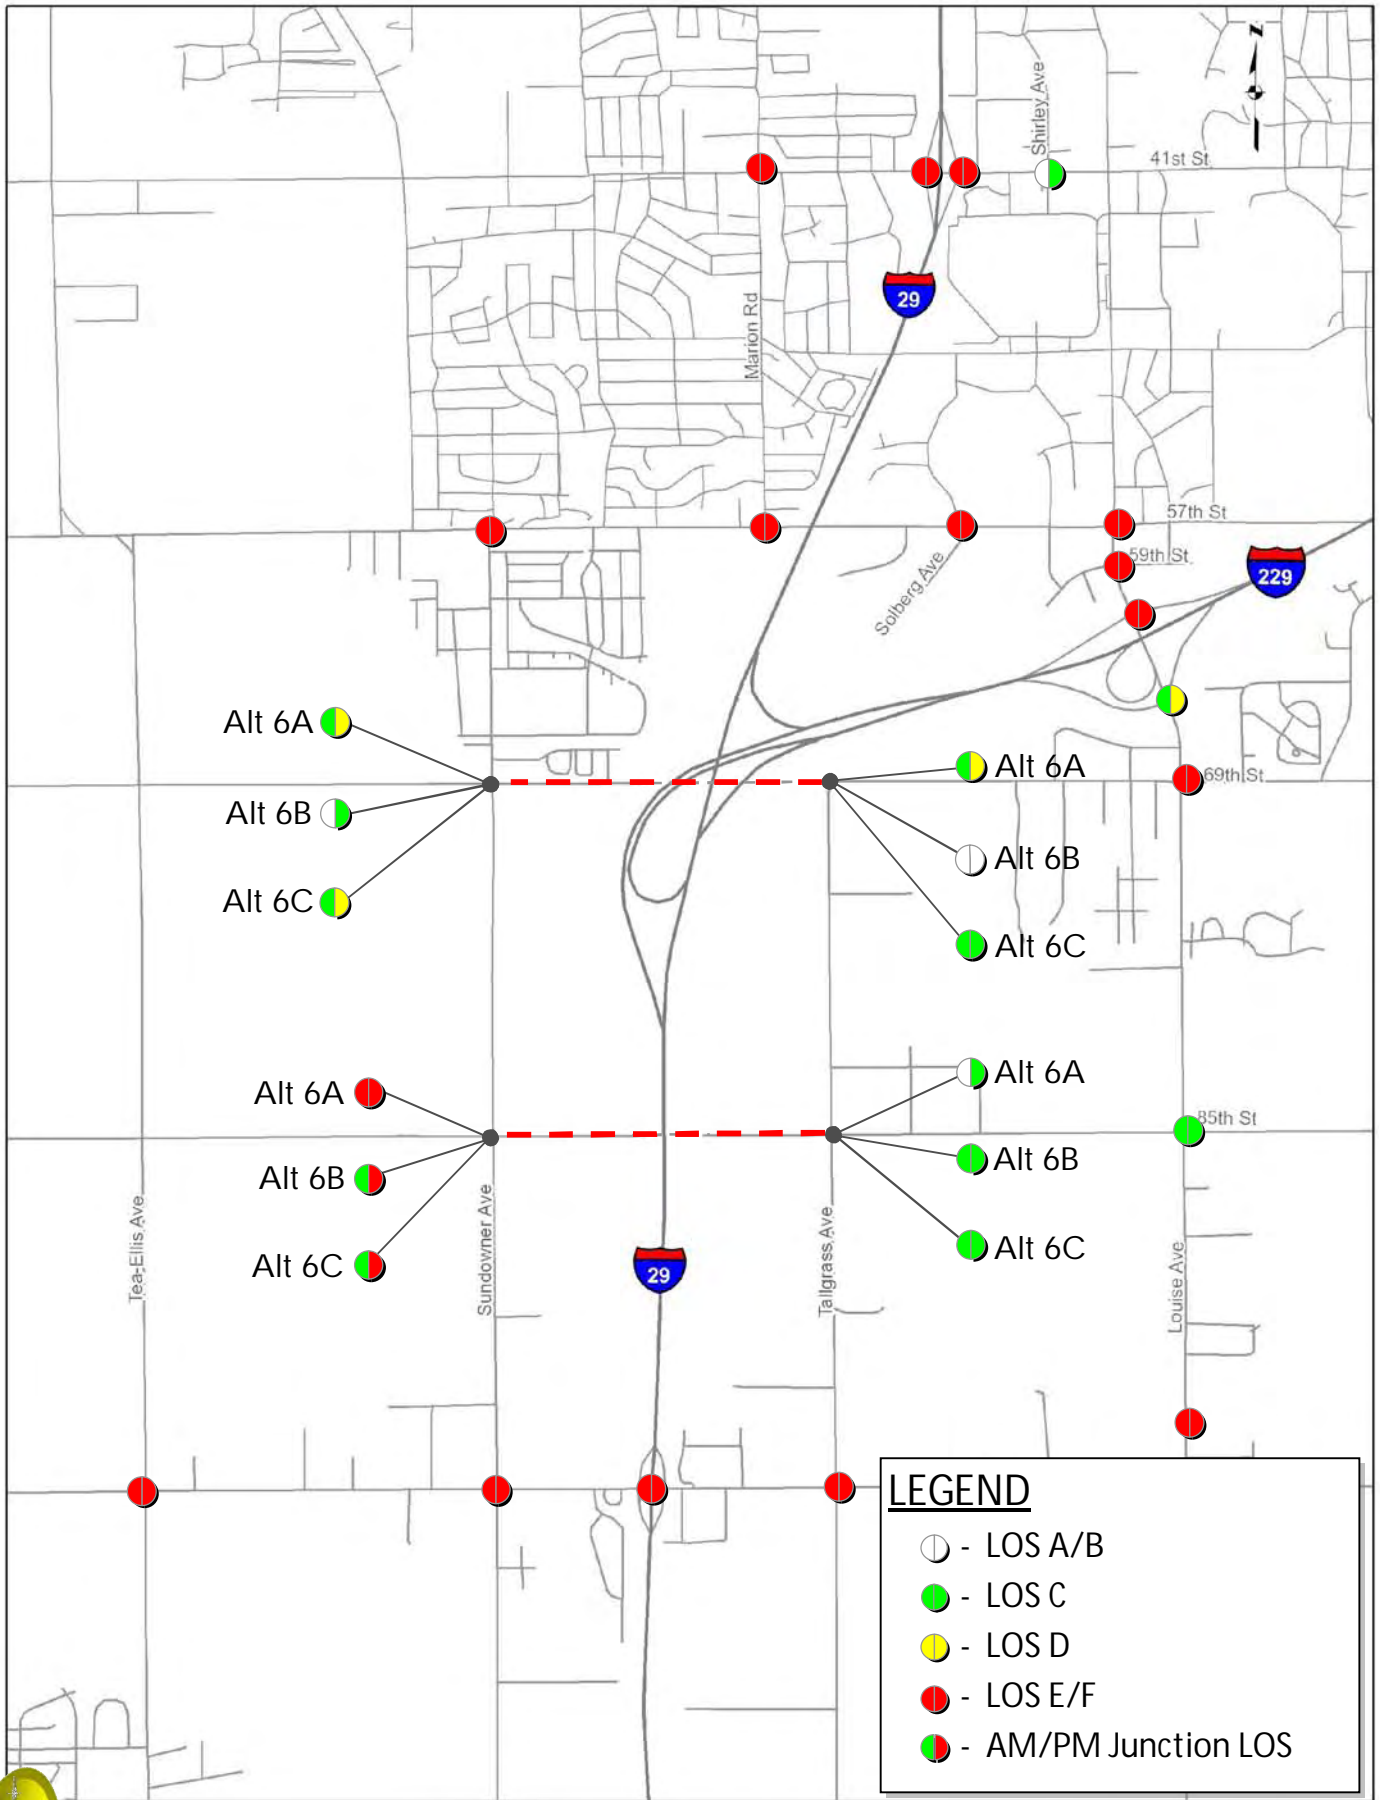 Z
Shirley Ave
41st St
29
Marion Rd
57th St
59th St
229
Solberg Ave
Alt 6A
Alt 6A
69th St
Alt 6B
Alt 6B
Alt 6C
Alt 6C
Alt 6A
Alt 6A
85th St
Alt 6B
Alt 6B
Alt 6C
Alt 6C
Tea-Ellis Ave
Sundowner Ave
29
Tallgrass Ave
Louise Ave
LEGEND
- LOS A/B
- LOS C
- LOS D
- LOS E/F
- AM/PM Junction LOS